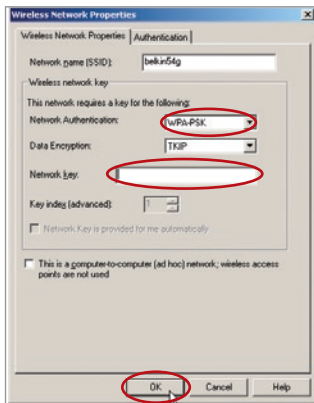 Wireless Network Properties
Wireless Network Properties
Authentication
Network name (SSID): belkin54g
Wireless network key
This network requires a key for the following:
Network Authentication: WPA-PSK
Data Encryption: TKIP
Network key:
Key index (advanced): 1
Network Key is provided for me automatically
This is a computer-to-computer (ad hoc) network; wireless access
points are not used
OK Cancel Help